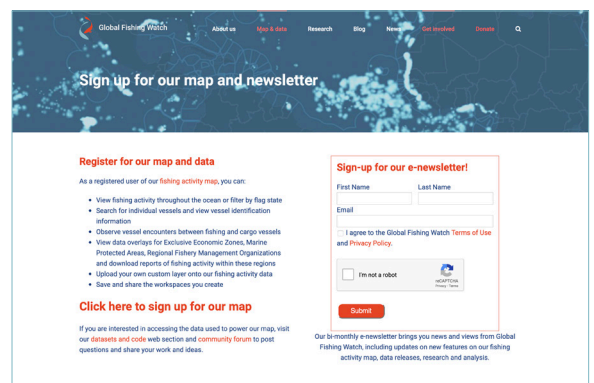 Global Fishing Watch
About us
Map & data
Research
Blog
News
Get involved
Donate
Sign up for our map and newsletter
Register for our map and data
As a registered user of our fishing activity map, you can:
• View fishing activity throughout the ocean or filter by flag state
• Search for individual vessels and view vessel identification
information
• Observe vessel encounters between fishing and cargo vessels
• View data overlays for Exclusive Economic Zones, Marine
Protected Areas, Regional Fishery Management Organizations
and download reports of fishing activity within these regions
• Upload your own custom layer onto our fishing activity data
• Save and share the workspaces you create
Click here to sign up for our map
If you are interested in accessing the data used to power our map, visit
our datasets and code web section and community forum to post
questions and share your work and ideas.
Sign-up for our e-newsletter!
First Name
Last Name
Email
I agree to the Global Fishing Watch Terms of Use
and Privacy Policy.
I'm not a robot
reCAPTCHA
Privacy - Terms
Submit
Our bi-monthly e-newsletter brings you news and views from Global
Fishing Watch, including updates on new features on our fishing
activity map, data releases, research and analysis.